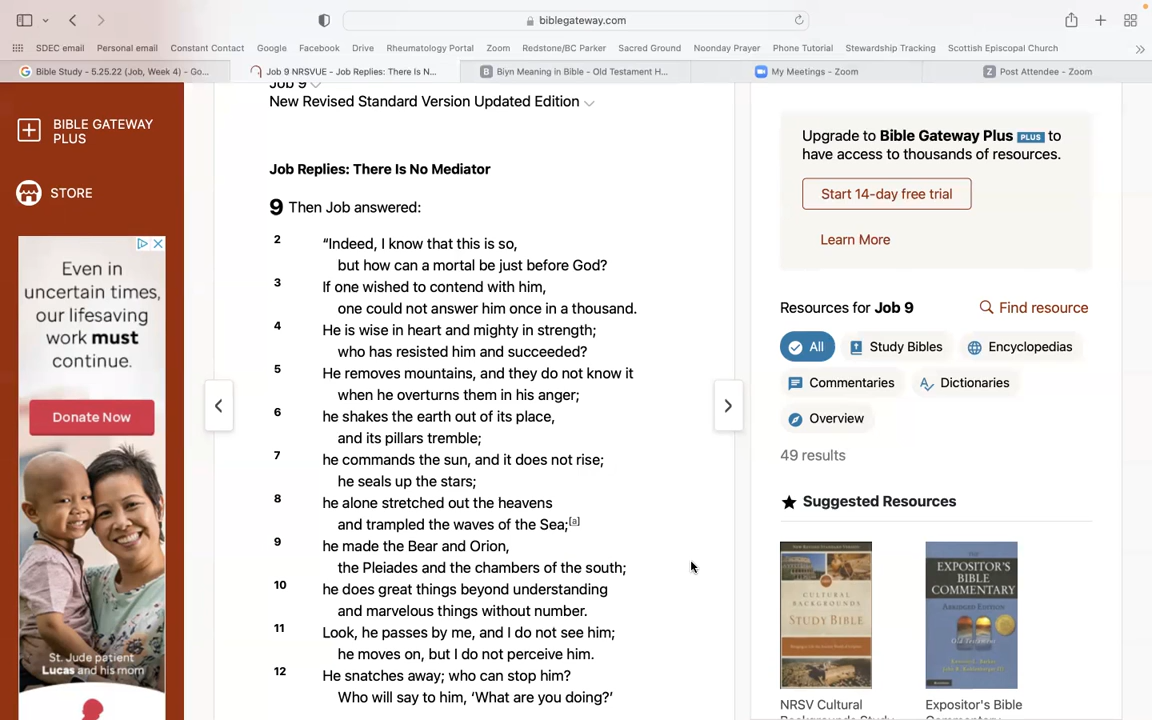 biblegateway.com
SDEC email Personal email Constant Contact Google Facebook Drive Rheumatology Portal Zoom Redstone/BC Parker Sacred Ground Noonday Prayer Phone Tutorial Stewardship Tracking Scottish Episcopal Church
Bible Study - 5.25.22 (Job, Week 4) - Go...
Job 9 NRSVUE - Job Replies: There Is N...
Biyn Meaning in Bible - Old Testament H...
My Meetings - Zoom
Post Attendee - Zoom
BIBLE GATEWAY
PLUS
STORE
Even in
uncertain times,
our lifesaving
work must
continue.
Donate Now
St. Jude patient
Lucas and his mom
Job 9
New Revised Standard Version Updated Edition
Job Replies: There Is No Mediator
9 Then Job answered:
2 “Indeed, I know that this is so,
but how can a mortal be just before God?
3 If one wished to contend with him,
one could not answer him once in a thousand.
4 He is wise in heart and mighty in strength;
who has resisted him and succeeded?
5 He removes mountains, and they do not know it
when he overturns them in his anger;
6 he shakes the earth out of its place,
and its pillars tremble;
7 he commands the sun, and it does not rise;
he seals up the stars;
8 he alone stretched out the heavens
and trampled the waves of the Sea;[a]
9 he made the Bear and Orion,
the Pleiades and the chambers of the south;
10 he does great things beyond understanding
and marvelous things without number.
11 Look, he passes by me, and I do not see him;
he moves on, but I do not perceive him.
12 He snatches away; who can stop him?
Who will say to him, ‘What are you doing?’
Upgrade to Bible Gateway Plus PLUS to
have access to thousands of resources.
Start 14-day free trial
Learn More
Resources for Job 9 Find resource
All Study Bibles Encyclopedias
Commentaries Dictionaries
Overview
49 results
Suggested Resources
CULTURAL
BACKGROUNDS
STUDY BIBLE
THE
EXPOSITOR'S
BIBLE
COMMENTARY
ABRIDGED EDITION
Old Testament
NRSV Cultural
Backgrounds Study
Expositor's Bible
Commentary